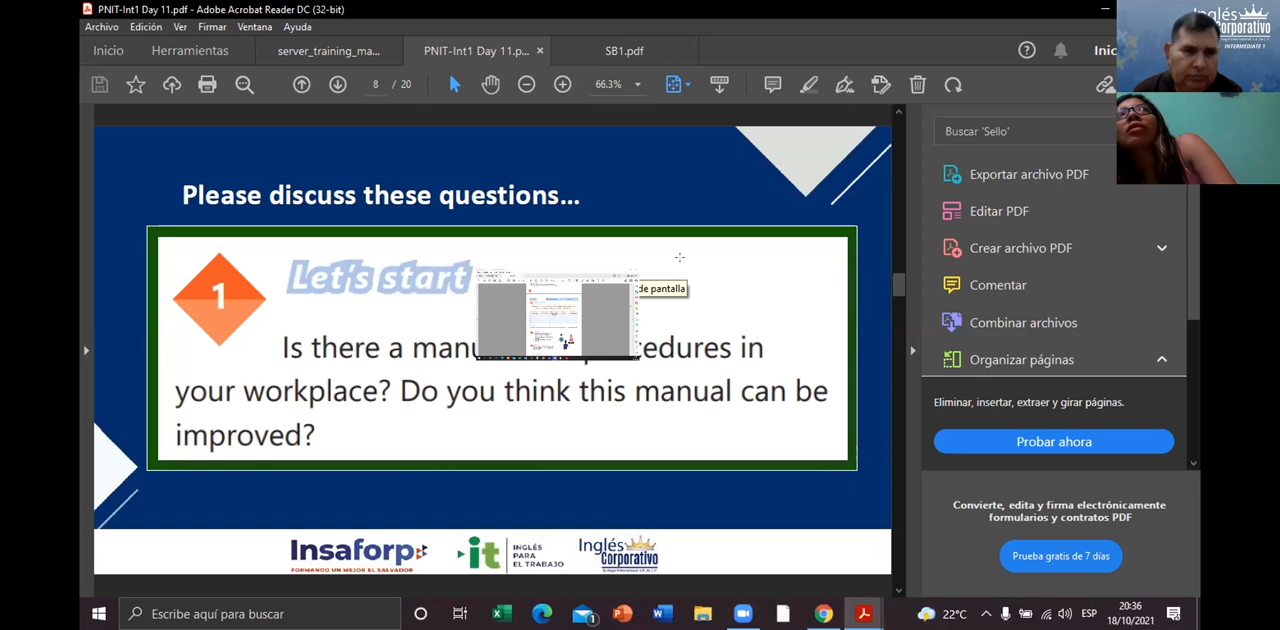 PNIT-Int1 Day 11.pdf - Adobe Acrobat Reader DC (32-bit)
Archivo Edición Ver Firmar Ventana Ayuda
Inicio Herramientas server_training_ma... PNIT-Int1 Day 11.p... × SB1.pdf Inic
8 / 20 66.3%
Inglés
Corporativo
INTERMEDIATE 1
Please discuss these questions...
1
Let's start
de pantalla
Is there a manu edures in
your workplace? Do you think this manual can be
improved?
Insaforp
FORMANDO UN MEJOR EL SALVADOR
it
INGLÉS
PARA
EL TRABAJO
Inglés
Corporativo
Buscar 'Sello'
Exportar archivo PDF
Editar PDF
Crear archivo PDF
Comentar
Combinar archivos
Organizar páginas
Eliminar, insertar, extraer y girar páginas.
Probar ahora
Convierte, edita y firma electrónicamente
formularios y contratos PDF
Prueba gratis de 7 días
Escribe aquí para buscar
1
22°C
ESP
20:36
18/10/2021